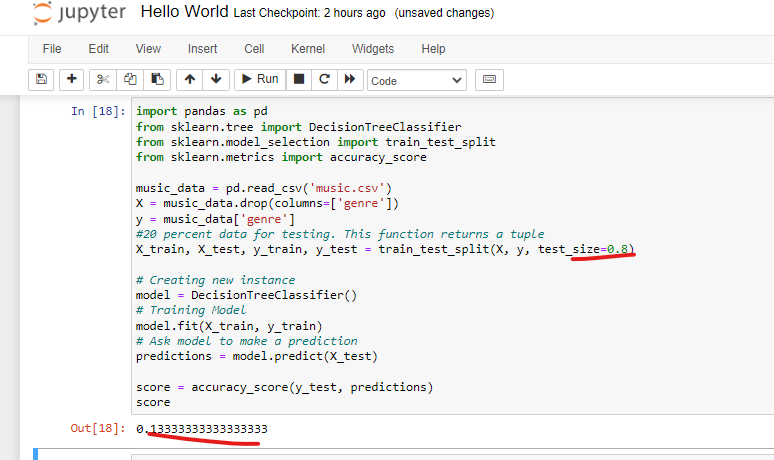 jupyter Hello World Last Checkpoint: 2 hours ago (unsaved changes)
File Edit View Insert Cell Kernel Widgets Help
Run Code
In [18]: import pandas as pd
from sklearn.tree import DecisionTreeClassifier
from sklearn.model_selection import train_test_split
from sklearn.metrics import accuracy_score
music_data = pd.read_csv('music.csv')
X = music_data.drop(columns=['genre'])
y = music_data['genre']
#20 percent data for testing. This function returns a tuple
X_train, X_test, y_train, y_test = train_test_split(X, y, test_size=0.8)
# Creating new instance
model = DecisionTreeClassifier()
# Training Model
model.fit(X_train, y_train)
# Ask model to make a prediction
predictions = model.predict(X_test)
score = accuracy_score(y_test, predictions)
score
Out[18]: 0.13333333333333333